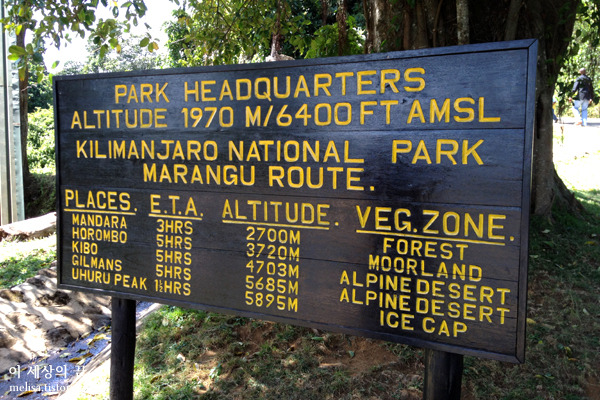 PARK HEADQUARTERS
ALTITUDE 1970 M/6400 FT AMSL
KILIMANJARO NATIONAL PARK
MARANGU ROUTE.
PLACES. E.T.A. ALTITUDE. VEG.ZONE.
MANDARA 3HRS 2700M FOREST
HOROMBO 5HRS 3720M MOORLAND
KIBO 5HRS 4703M ALPINE DESERT
GILMANS 5HRS 5685M ALPINE DESERT
UHURU PEAK 1½HRS 5895M ICE CAP
이 세상의 끝
melisa.tistory